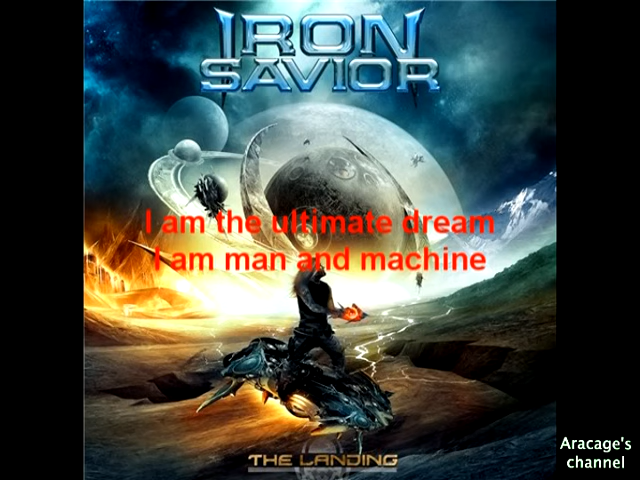 IRON
SAVIOR
I am the ultimate dream
I am man and machine
THE LANDING
Aracage's
channel